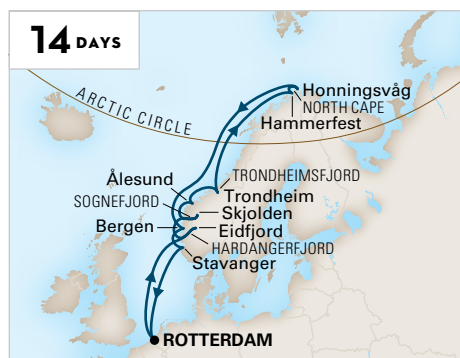 14 DAYS
ARCTIC CIRCLE
Honningsvåg
NORTH CAPE
Hammerfest
TRONDHEIMSFJORD
Ålesund
Trondheim
SOGNEFJORD
Skjolden
Bergen
Eidfjord
HARDANGERFJORD
Stavanger
ROTTERDAM